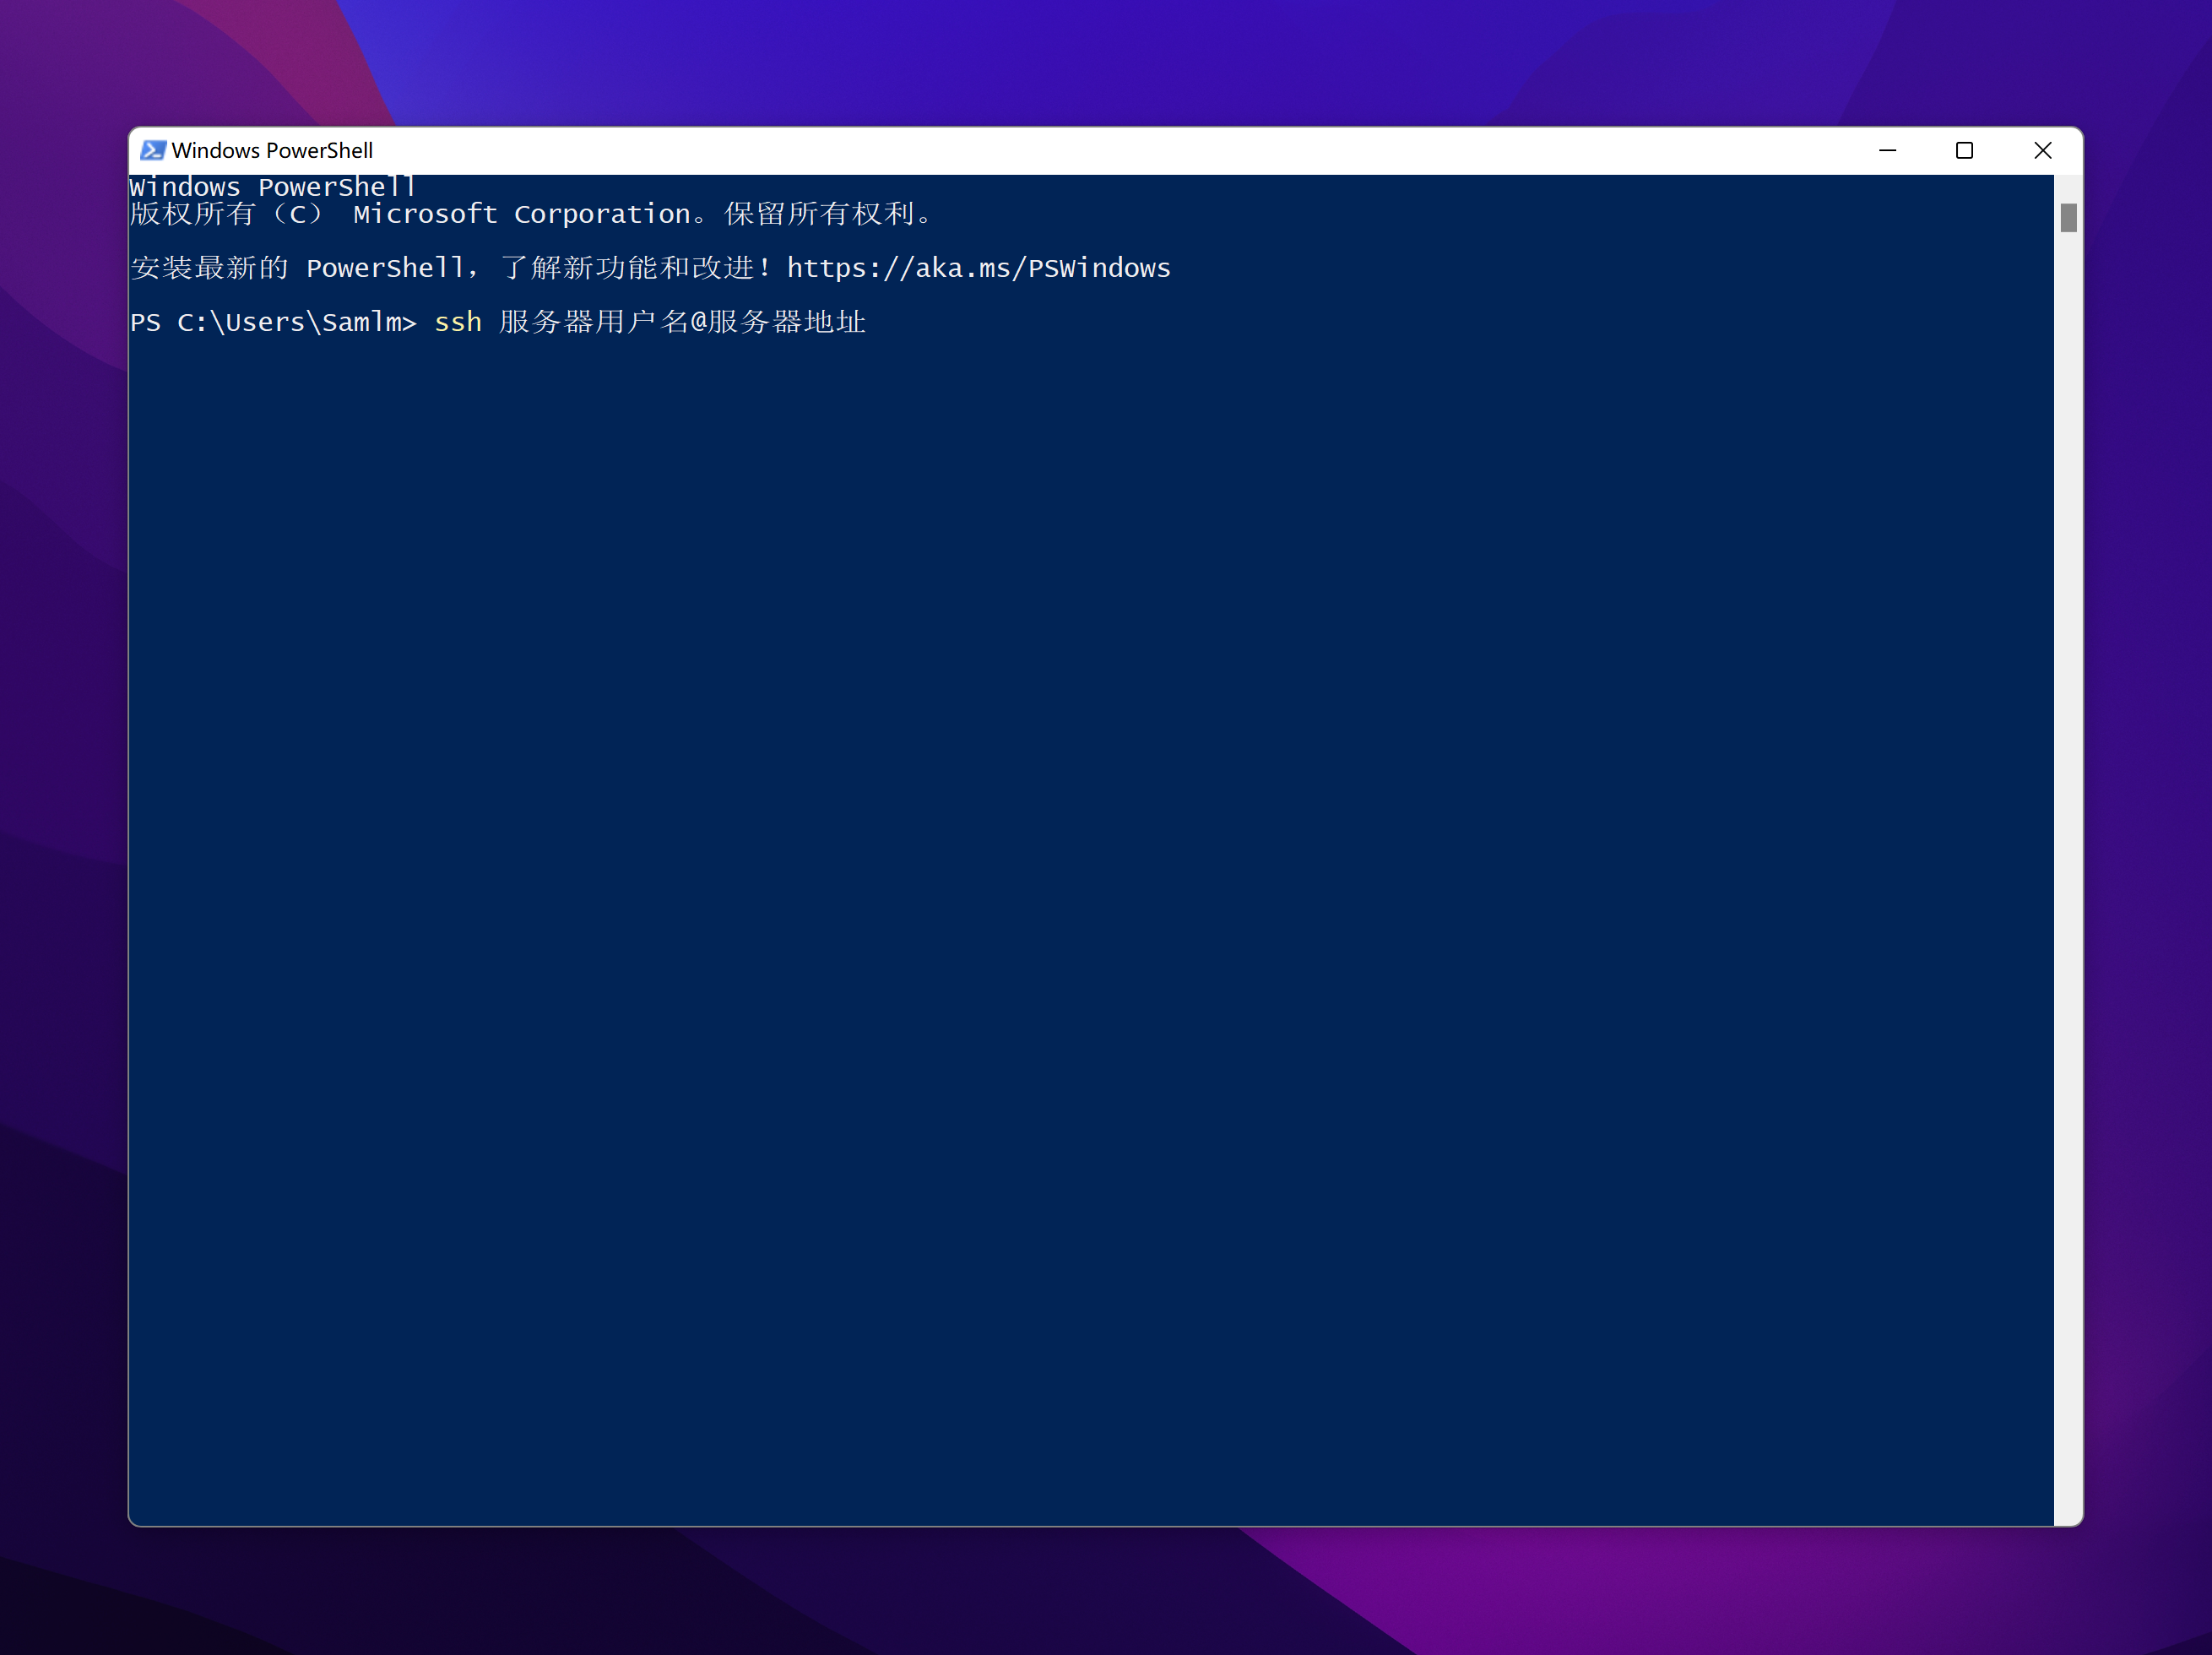 Windows PowerShell
Windows PowerShell
版权所有（C） Microsoft Corporation。保留所有权利。
安装最新的 PowerShell，了解新功能和改进！https://aka.ms/PSWindows
PS C:\Users\Samlm> ssh 服务器用户名@服务器地址